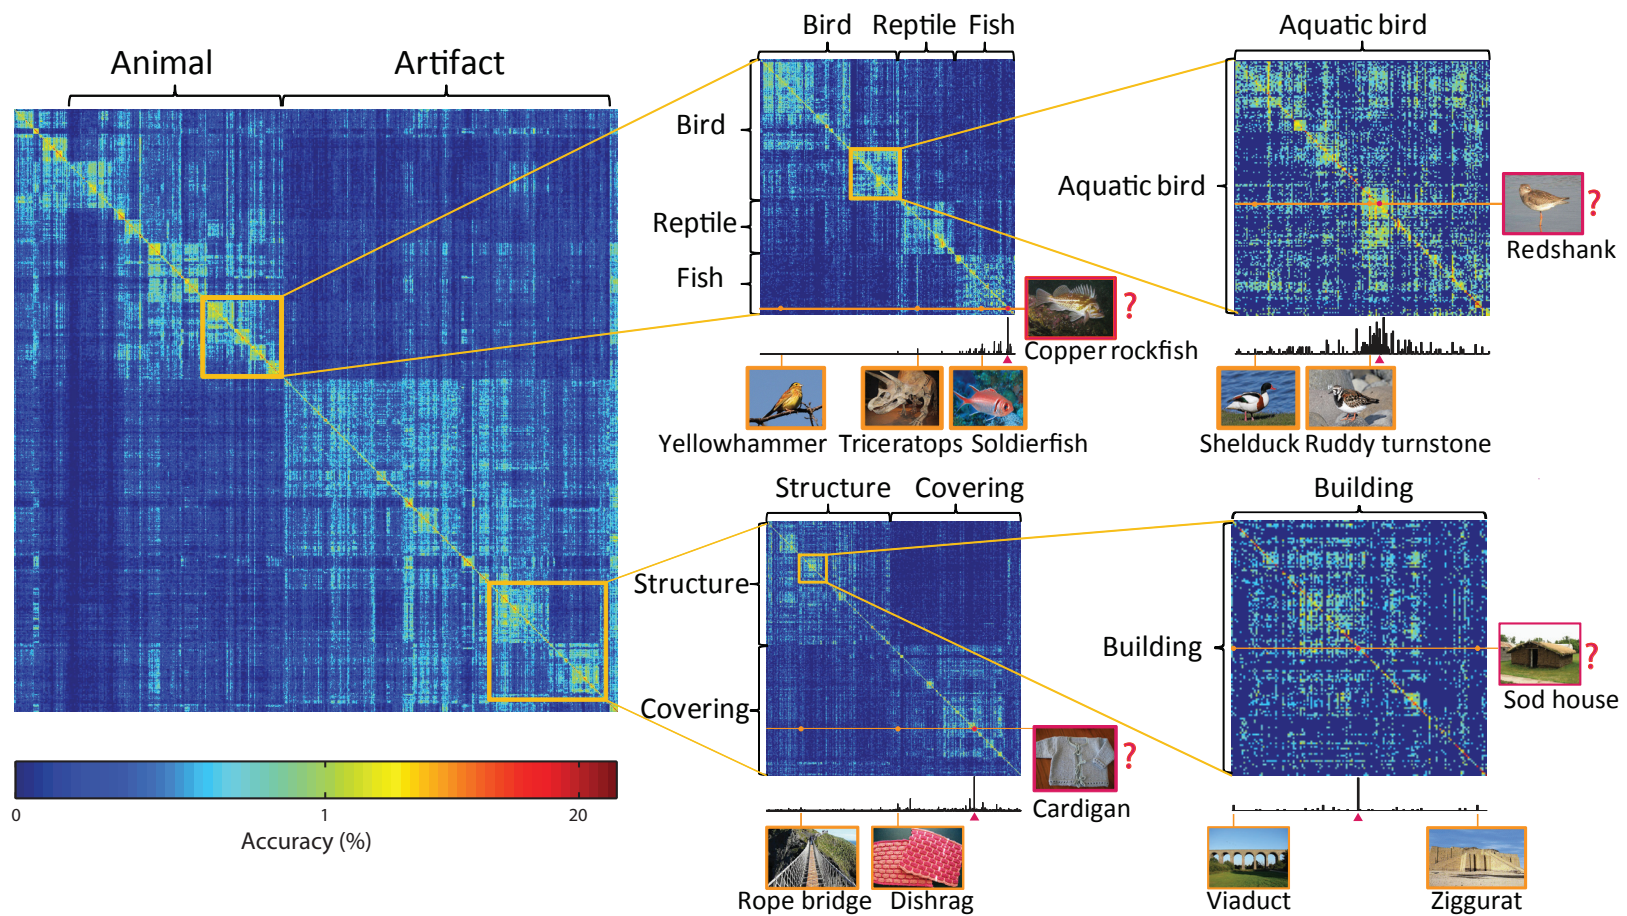 Animal
Artifact
0
1
20
Accuracy (%)
Bird
Reptile
Fish
Bird
Reptile
Fish
?
Copper rockfish
Yellowhammer
Triceratops
Soldierfish
Aquatic bird
Aquatic bird
?
Redshank
Shelduck
Ruddy turnstone
Structure
Covering
Structure
Covering
?
Cardigan
Rope bridge
Dishrag
Building
Building
?
Sod house
Viaduct
Ziggurat